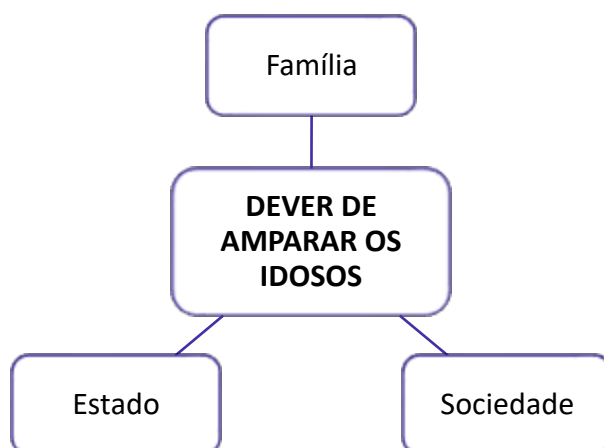 Família
DEVER DE
AMPARAR OS
IDOSOS
Estado
Sociedade